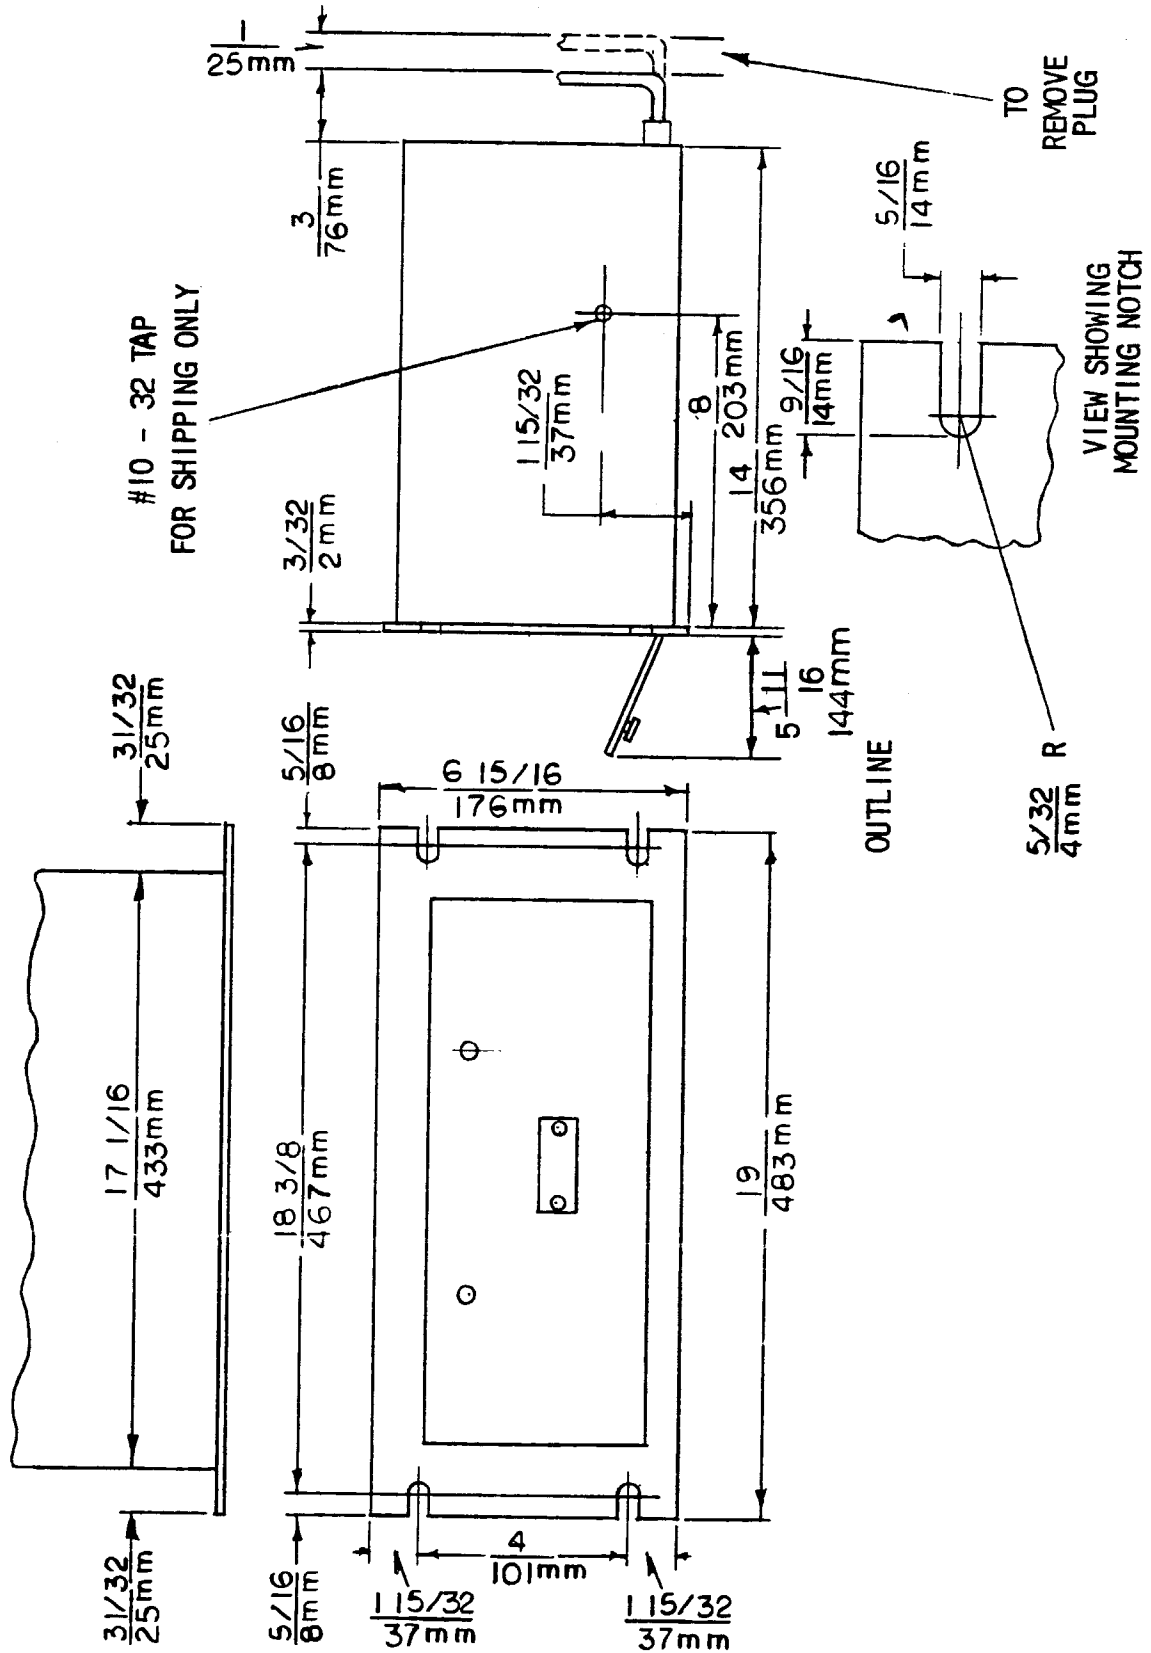 31/32
25mm
17 1/16
433mm
31/32
25mm
5/16
8mm
18 3/8
467mm
5/16
8mm
3/32
2mm
3
76mm
1
25mm
#10 - 32 TAP
FOR SHIPPING ONLY
1 15/32
37mm
4
101mm
1 15/32
37mm
6 15/16
176mm
19
483mm
1 15/32
37mm
8
203mm
14
356mm
5 11
16
144mm
TO
REMOVE
PLUG
OUTLINE
5/16
14mm
9/16
14mm
5/32 R
4mm
VIEW SHOWING
MOUNTING NOTCH